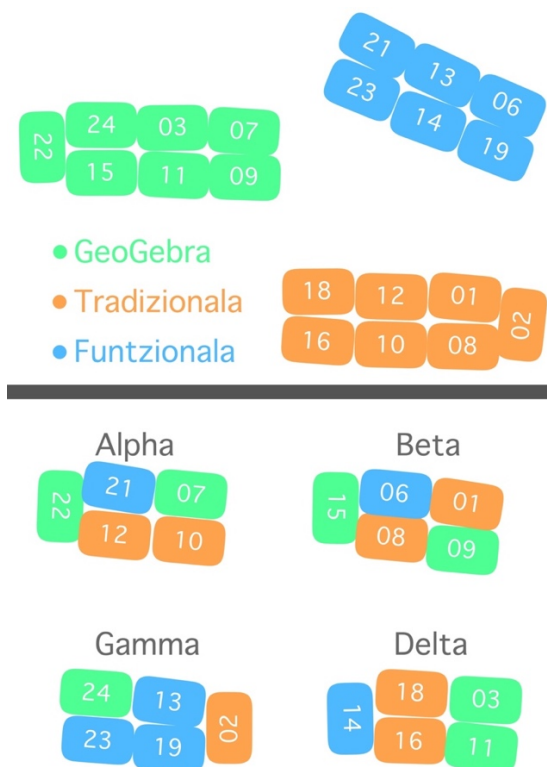 21 13 06
23 14 19
22 24 03 07
15 11 09
GeoGebra
Tradizionala
Funtzionala
18 12 01 20
16 10 08
Alpha
22 21 07
12 10
Beta
15 06 01
08 09
Gamma
24 13 20
23 19
Delta
14 18 03
16 11